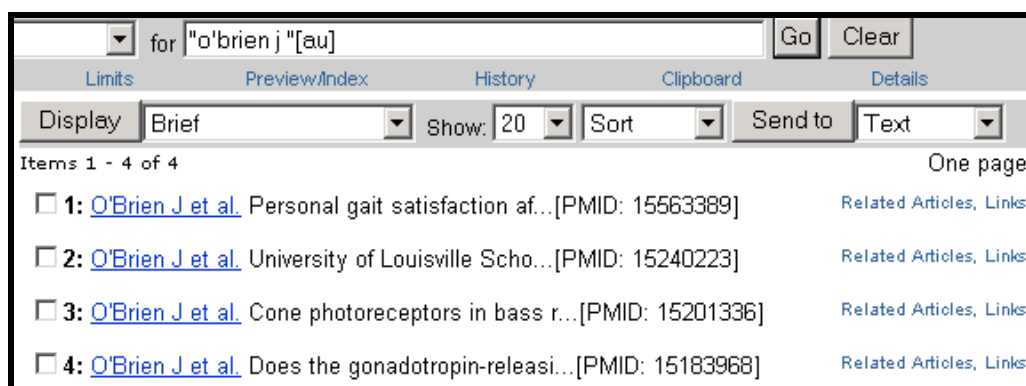 for "o'brien j "[au] Go Clear
Limits Preview/Index History Clipboard Details
Display Brief Show: 20 Sort Send to Text
Items 1 - 4 of 4 One page
1: O'Brien J et al. Personal gait satisfaction af...[PMID: 15563389] Related Articles, Links
2: O'Brien J et al. University of Louisville Scho...[PMID: 15240223] Related Articles, Links
3: O'Brien J et al. Cone photoreceptors in bass r...[PMID: 15201336] Related Articles, Links
4: O'Brien J et al. Does the gonadotropin-releasi...[PMID: 15183968] Related Articles, Links